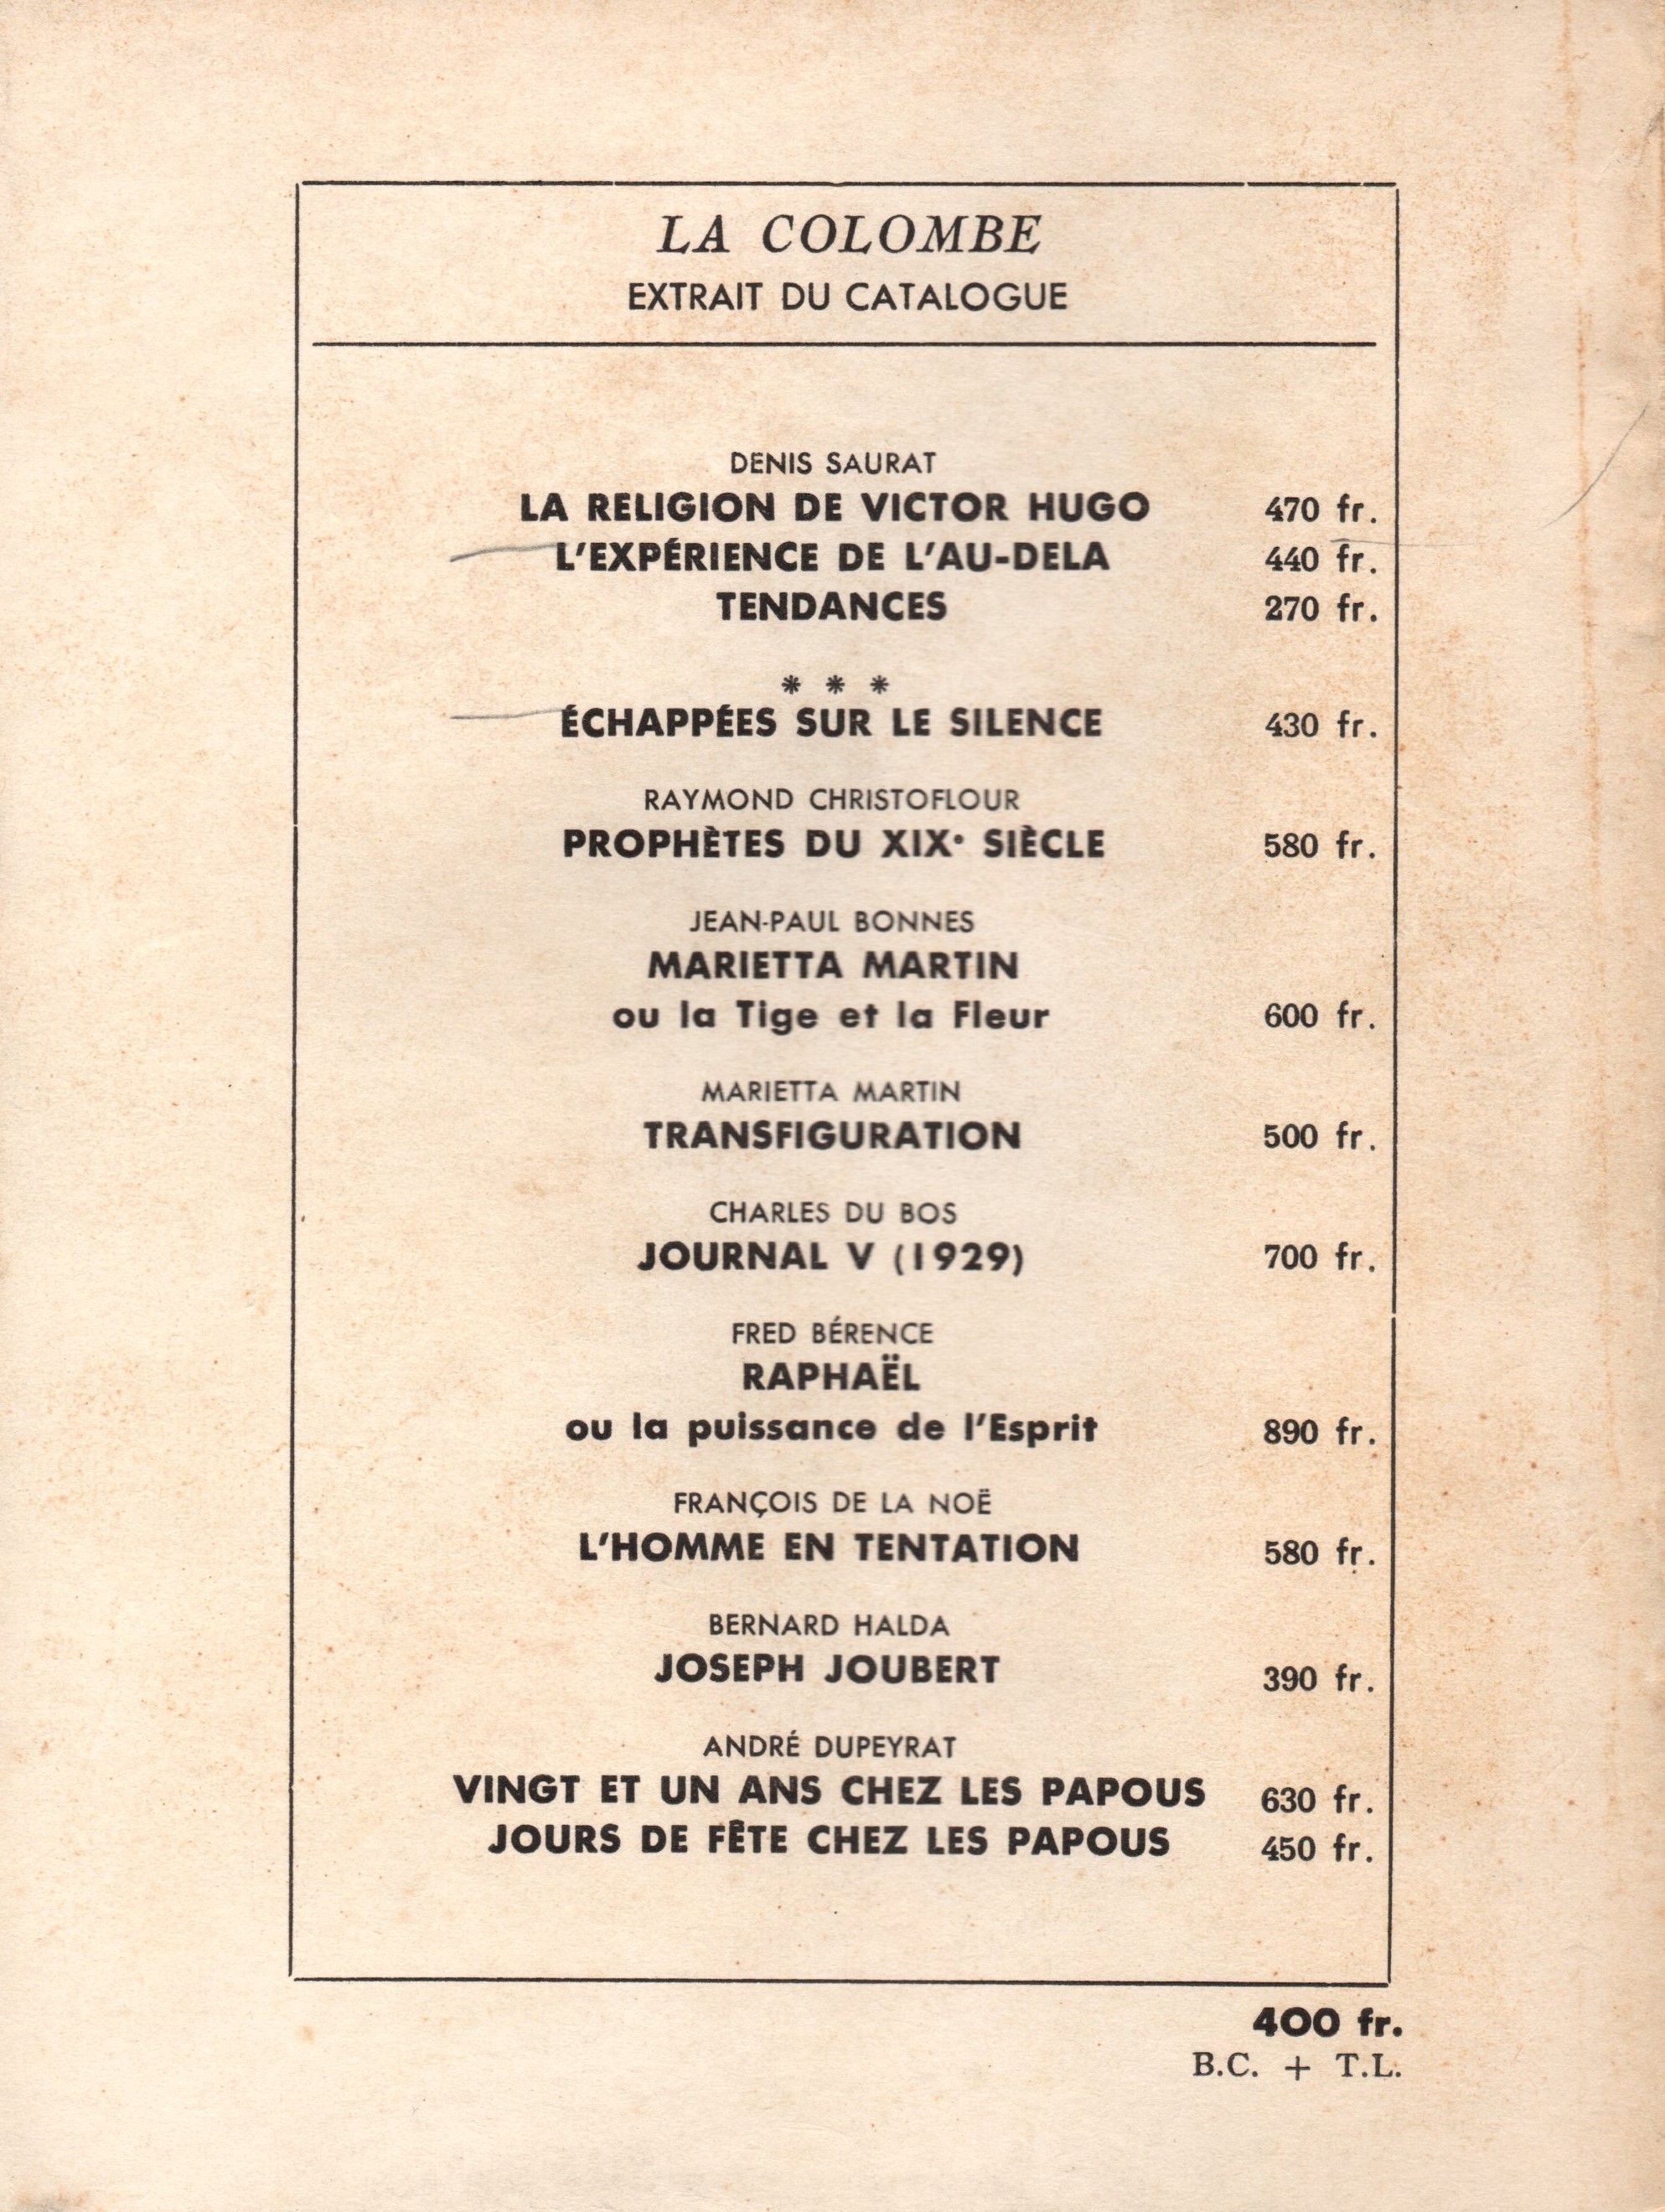 LA COLOMBE
EXTRAIT DU CATALOGUE
DENIS SAURAT
LA RELIGION DE VICTOR HUGO 470 fr.
L'EXPÉRIENCE DE L'AU-DELA 440 fr.
TENDANCES 270 fr.
* * *
ÉCHAPPÉES SUR LE SILENCE 430 fr.
RAYMOND CHRISTOFLOUR
PROPHÈTES DU XIXe SIÈCLE 580 fr.
JEAN-PAUL BONNES
MARIETTA MARTIN
ou la Tige et la Fleur 600 fr.
MARIETTA MARTIN
TRANSFIGURATION 500 fr.
CHARLES DU BOS
JOURNAL V (1929) 700 fr.
FRED BÉRENCE
RAPHAËL
ou la puissance de l'Esprit 890 fr.
FRANÇOIS DE LA NOË
L'HOMME EN TENTATION 580 fr.
BERNARD HALDA
JOSEPH JOUBERT 390 fr.
ANDRÉ DUPEYRAT
VINGT ET UN ANS CHEZ LES PAPOUS 630 fr.
JOURS DE FÊTE CHEZ LES PAPOUS 450 fr.
400 fr.
B.C. + T.L.